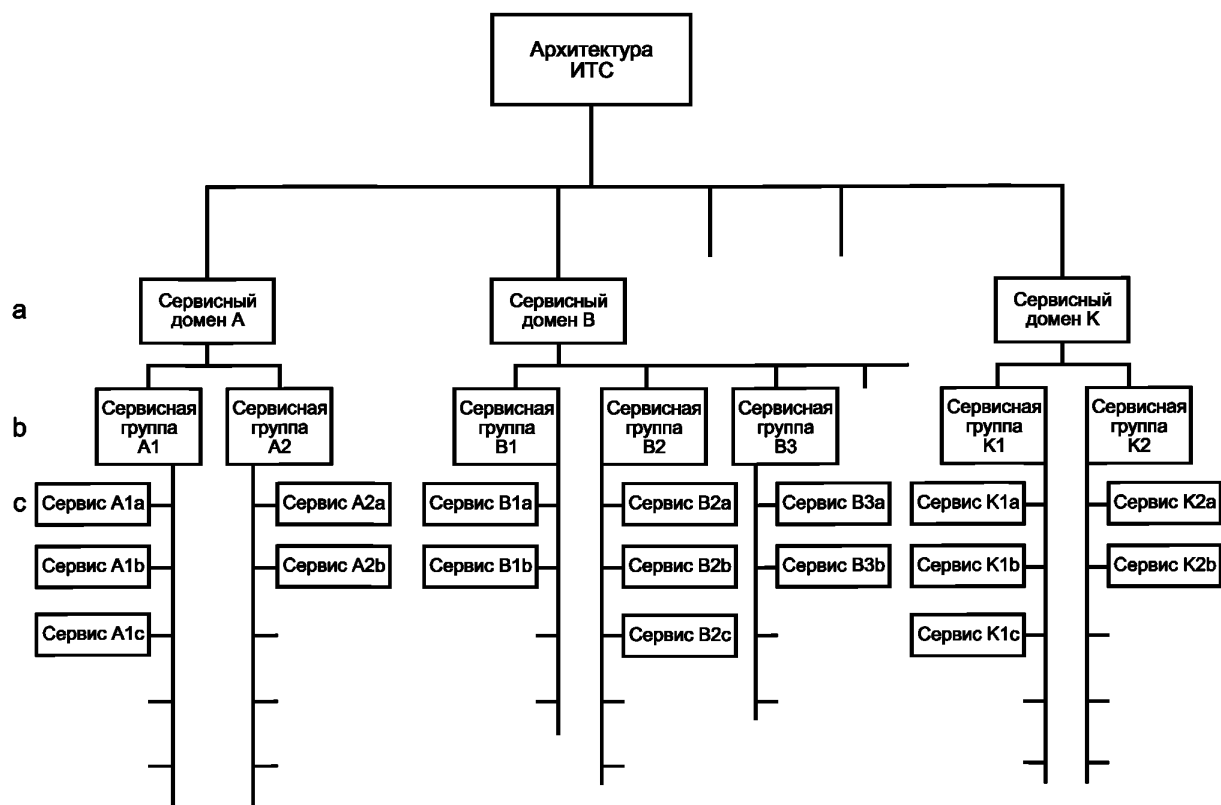 Архитектура
ИТС
a
Сервисный
домен A
Сервисный
домен B
Сервисный
домен K
b
Сервисная
группа
A1
Сервисная
группа
A2
Сервисная
группа
B1
Сервисная
группа
B2
Сервисная
группа
B3
Сервисная
группа
K1
Сервисная
группа
K2
c
Сервис A1a
Сервис A2a
Сервис B1a
Сервис B2a
Сервис B3a
Сервис K1a
Сервис K2a
Сервис A1b
Сервис A2b
Сервис B1b
Сервис B2b
Сервис B3b
Сервис K1b
Сервис K2b
Сервис A1c
Сервис B2c
Сервис K1c